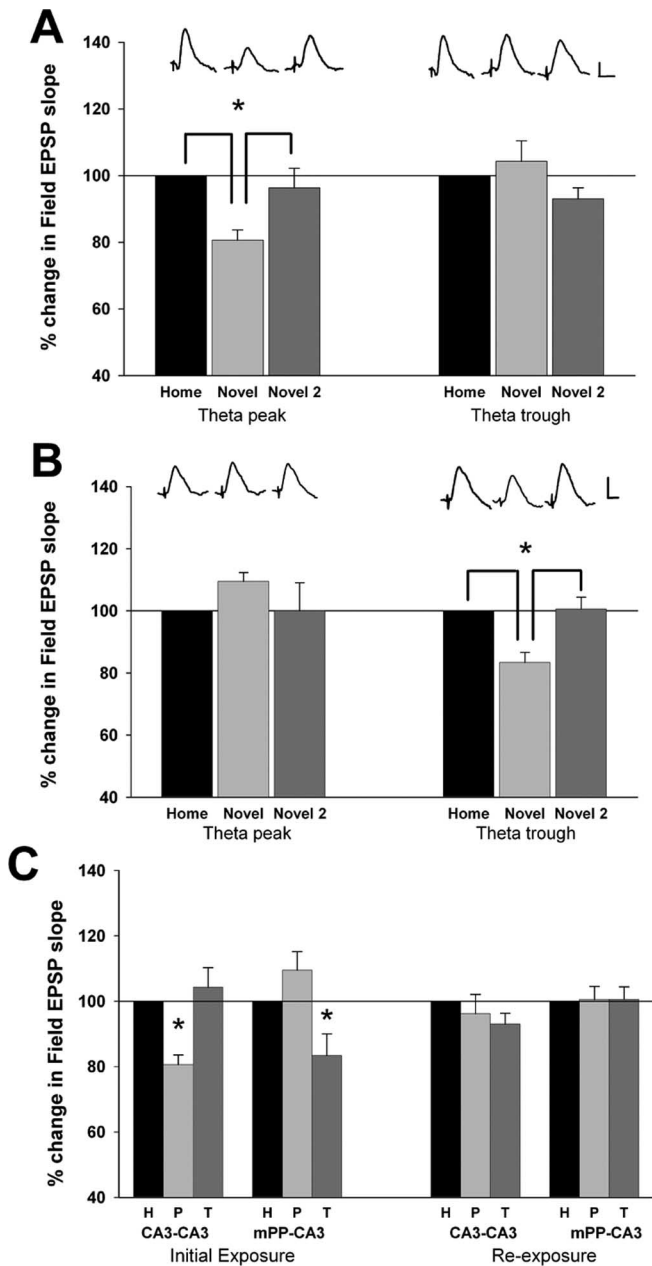 A
% change in Field EPSP slope
140
120
100
80
60
40
*
Home Novel Novel 2 Home Novel Novel 2
Theta peak Theta trough
B
% change in Field EPSP slope
140
120
100
80
60
40
*
Home Novel Novel 2 Home Novel Novel 2
Theta peak Theta trough
C
% change in Field EPSP slope
140
120
100
80
60
40
* *
H P T H P T H P T H P T
CA3-CA3 mPP-CA3 CA3-CA3 mPP-CA3
Initial Exposure Re-exposure